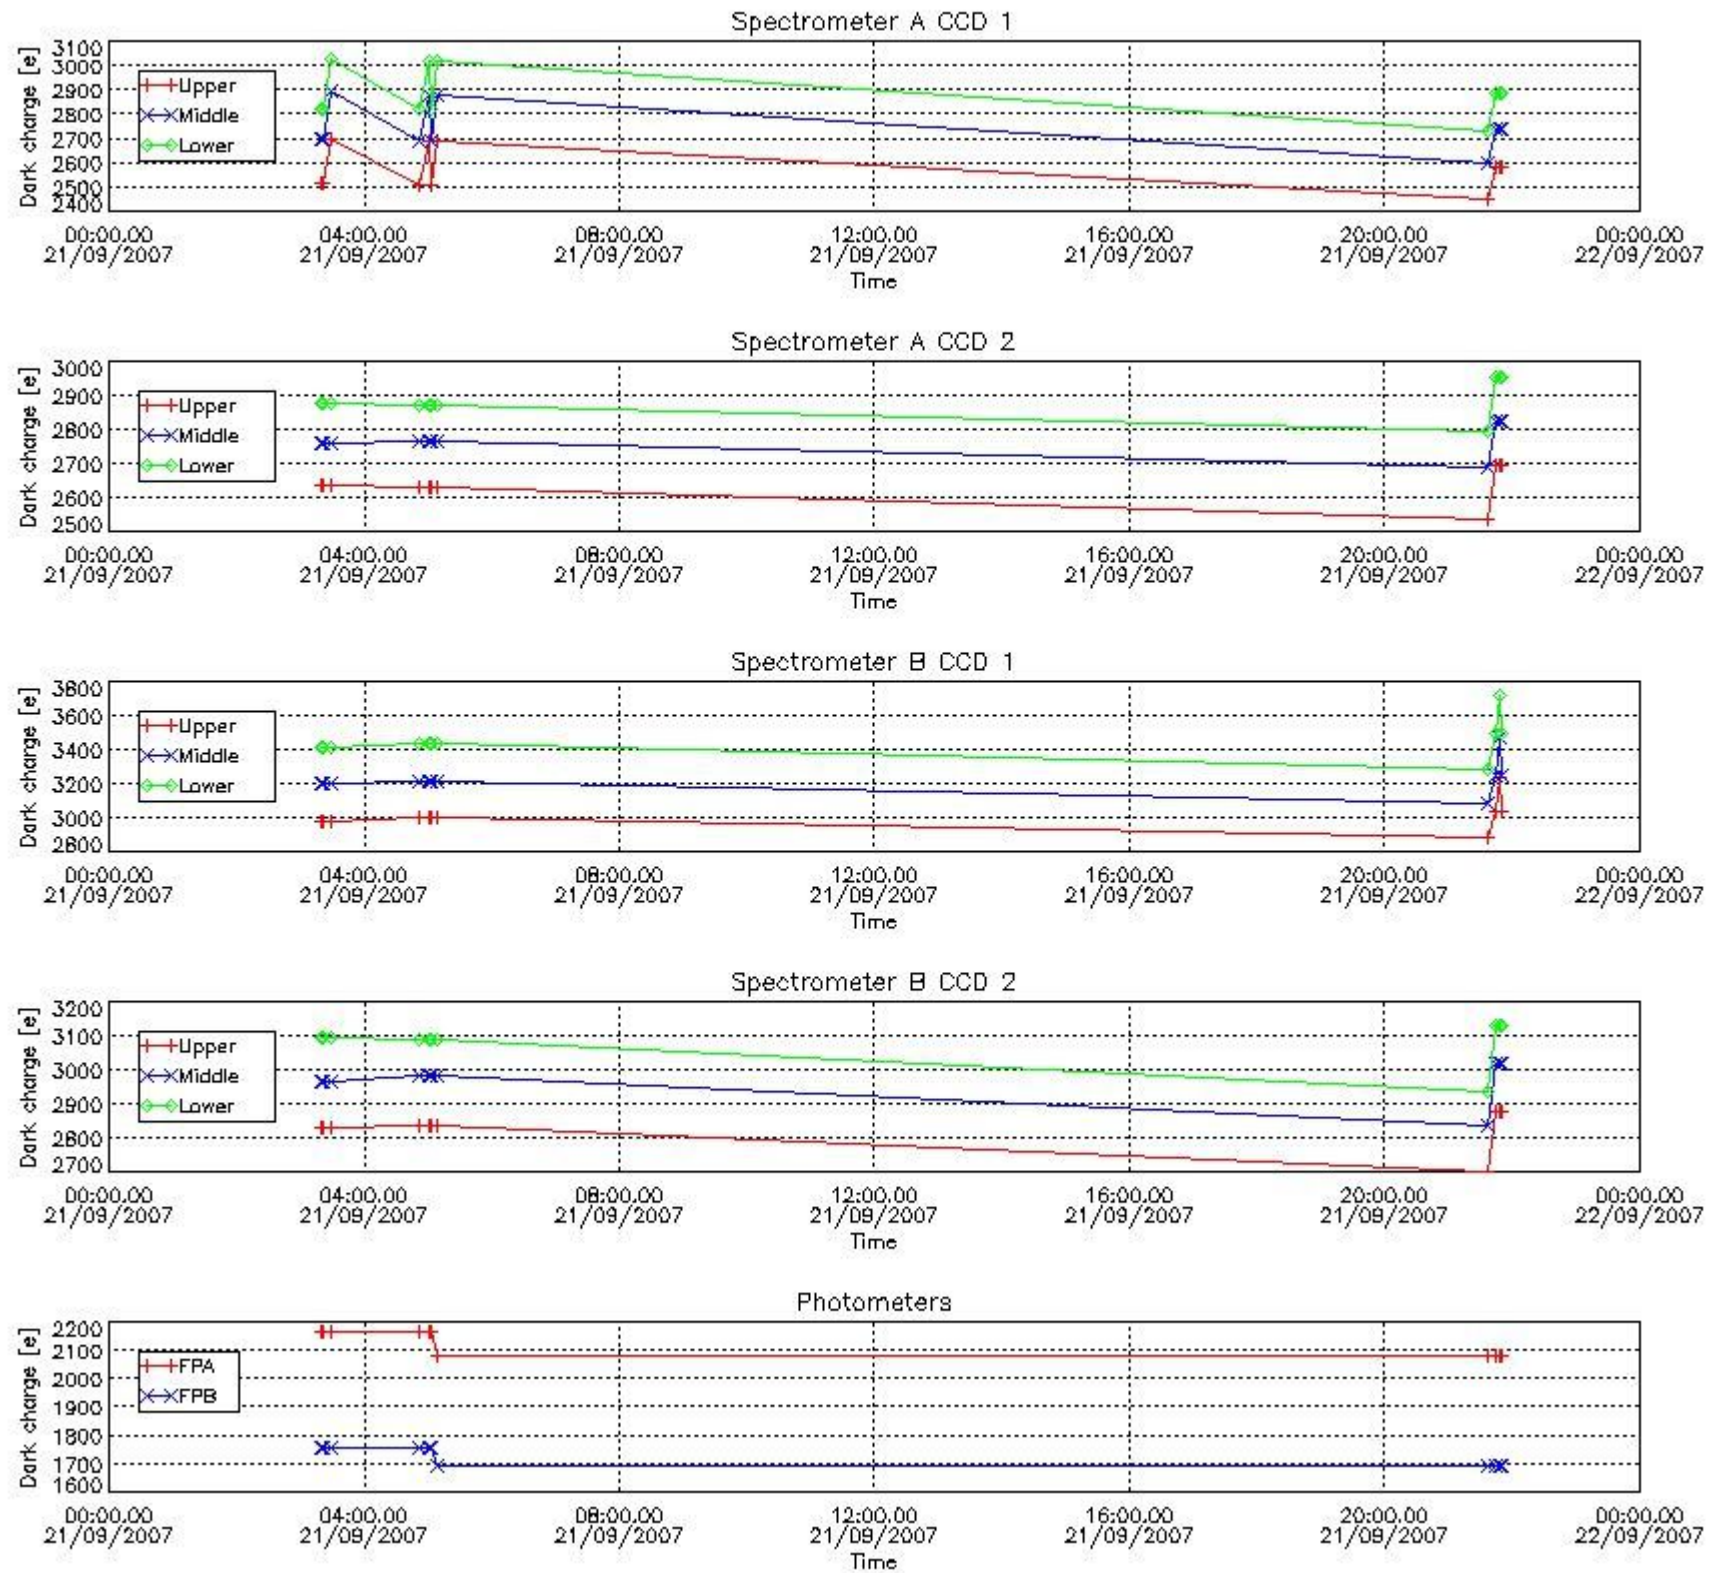 Spectrometer A CCD 1
Dark charge [e]
3100
3000
2900
2800
2700
2600
2500
2400
Upper
Middle
Lower
00:00.00 04:00.00 08:00.00 12:00.00 16:00.00 20:00.00 00:00.00
21/09/2007 21/09/2007 21/09/2007 21/09/2007 21/09/2007 21/09/2007 22/09/2007
Time
Spectrometer A CCD 2
Dark charge [e]
3000
2900
2800
2700
2600
2500
Upper
Middle
Lower
00:00.00 04:00.00 08:00.00 12:00.00 16:00.00 20:00.00 00:00.00
21/09/2007 21/09/2007 21/09/2007 21/09/2007 21/09/2007 21/09/2007 22/09/2007
Time
Spectrometer B CCD 1
Dark charge [e]
3800
3600
3400
3200
3000
2800
Upper
Middle
Lower
00:00.00 04:00.00 08:00.00 12:00.00 16:00.00 20:00.00 00:00.00
21/09/2007 21/09/2007 21/09/2007 21/09/2007 21/09/2007 21/09/2007 22/09/2007
Time
Spectrometer B CCD 2
Dark charge [e]
3200
3100
3000
2900
2800
2700
Upper
Middle
Lower
00:00.00 04:00.00 08:00.00 12:00.00 16:00.00 20:00.00 00:00.00
21/09/2007 21/09/2007 21/09/2007 21/09/2007 21/09/2007 21/09/2007 22/09/2007
Time
Photometers
Dark charge [e]
2200
2100
2000
1900
1800
1700
1600
FPA
FPB
00:00.00 04:00.00 08:00.00 12:00.00 16:00.00 20:00.00 00:00.00
21/09/2007 21/09/2007 21/09/2007 21/09/2007 21/09/2007 21/09/2007 22/09/2007
Time